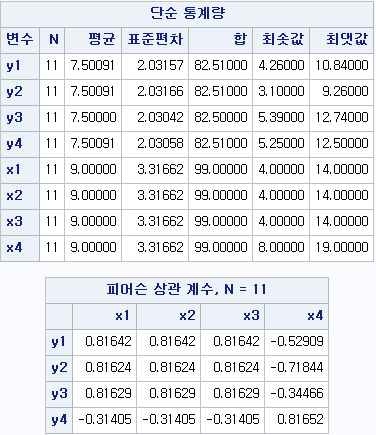 단순 통계량
변수 N 평균 표준편차 합 최솟값 최댓값
y1 11 7.50091 2.03157 82.51000 4.26000 10.84000
y2 11 7.50091 2.03166 82.51000 3.10000 9.26000
y3 11 7.50000 2.03042 82.50000 5.39000 12.74000
y4 11 7.50091 2.03058 82.51000 5.25000 12.50000
x1 11 9.00000 3.31662 99.00000 4.00000 14.00000
x2 11 9.00000 3.31662 99.00000 4.00000 14.00000
x3 11 9.00000 3.31662 99.00000 4.00000 14.00000
x4 11 9.00000 3.31662 99.00000 8.00000 19.00000
피어슨 상관 계수, N = 11
x1 x2 x3 x4
y1 0.81642 0.81642 0.81642 -0.52909
y2 0.81624 0.81624 0.81624 -0.71844
y3 0.81629 0.81629 0.81629 -0.34466
y4 -0.31405 -0.31405 -0.31405 0.81652